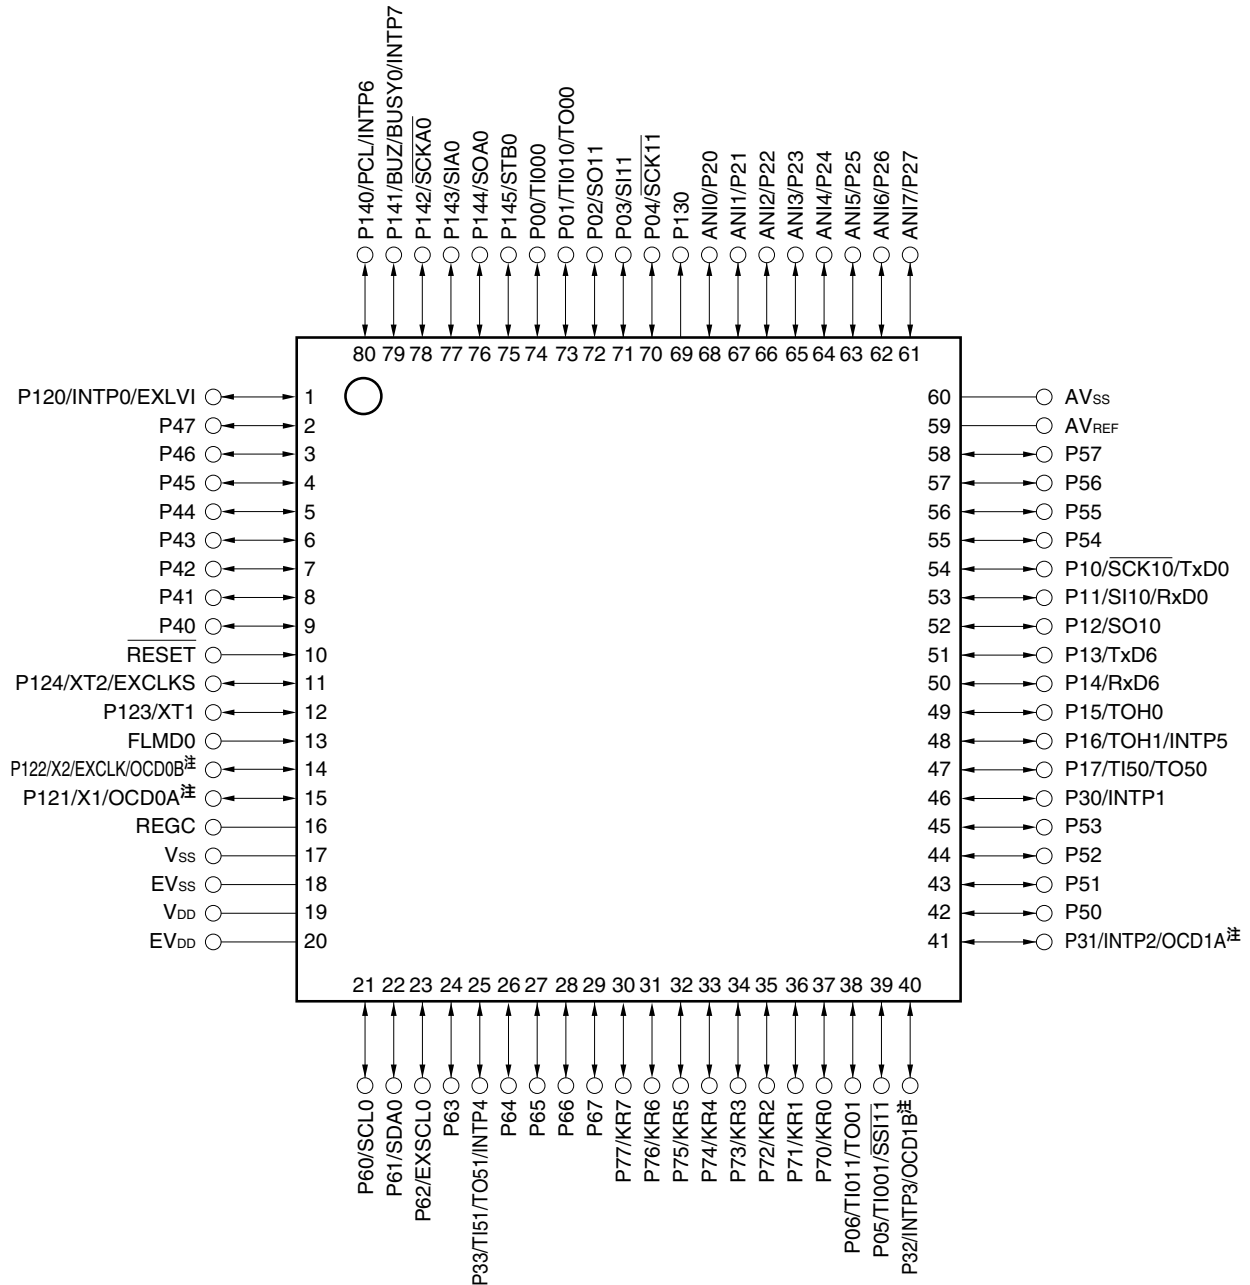 P140/PCL/INTP6
P141/BUZ/BUSY0/INTP7
P142/SCKA0
P143/SIA0
P144/SOA0
P145/STB0
P00/TI000
P01/TI010/TO00
P02/SO11
P03/SI11
P04/SCK11
P130
ANI0/P20
ANI1/P21
ANI2/P22
ANI3/P23
ANI4/P24
ANI5/P25
ANI6/P26
ANI7/P27
80 79 78 77 76 75 74 73 72 71 70 69 68 67 66 65 64 63 62 61
P120/INTP0/EXLVI 1
P47 2
P46 3
P45 4
P44 5
P43 6
P42 7
P41 8
P40 9
RESET 10
P124/XT2/EXCLKS 11
P123/XT1 12
FLMD0 13
P122/X2/EXCLK/OCD0B注 14
P121/X1/OCD0A注 15
REGC 16
VSS 17
EVSS 18
VDD 19
EVDD 20
60 AVSS
59 AVREF
58 P57
57 P56
56 P55
55 P54
54 P10/SCK10/TxD0
53 P11/SI10/RxD0
52 P12/SO10
51 P13/TxD6
50 P14/RxD6
49 P15/TOH0
48 P16/TOH1/INTP5
47 P17/TI50/TO50
46 P30/INTP1
45 P53
44 P52
43 P51
42 P50
41 P31/INTP2/OCD1A注
21 22 23 24 25 26 27 28 29 30 31 32 33 34 35 36 37 38 39 40
P60/SCL0
P61/SDA0
P62/EXSCL0
P63
P33/TI51/TO51/INTP4
P64
P65
P66
P67
P77/KR7
P76/KR6
P75/KR5
P74/KR4
P73/KR3
P72/KR2
P71/KR1
P70/KR0
P06/TI011/TO01
P05/TI001/SSI11
P32/INTP3/OCD1B注